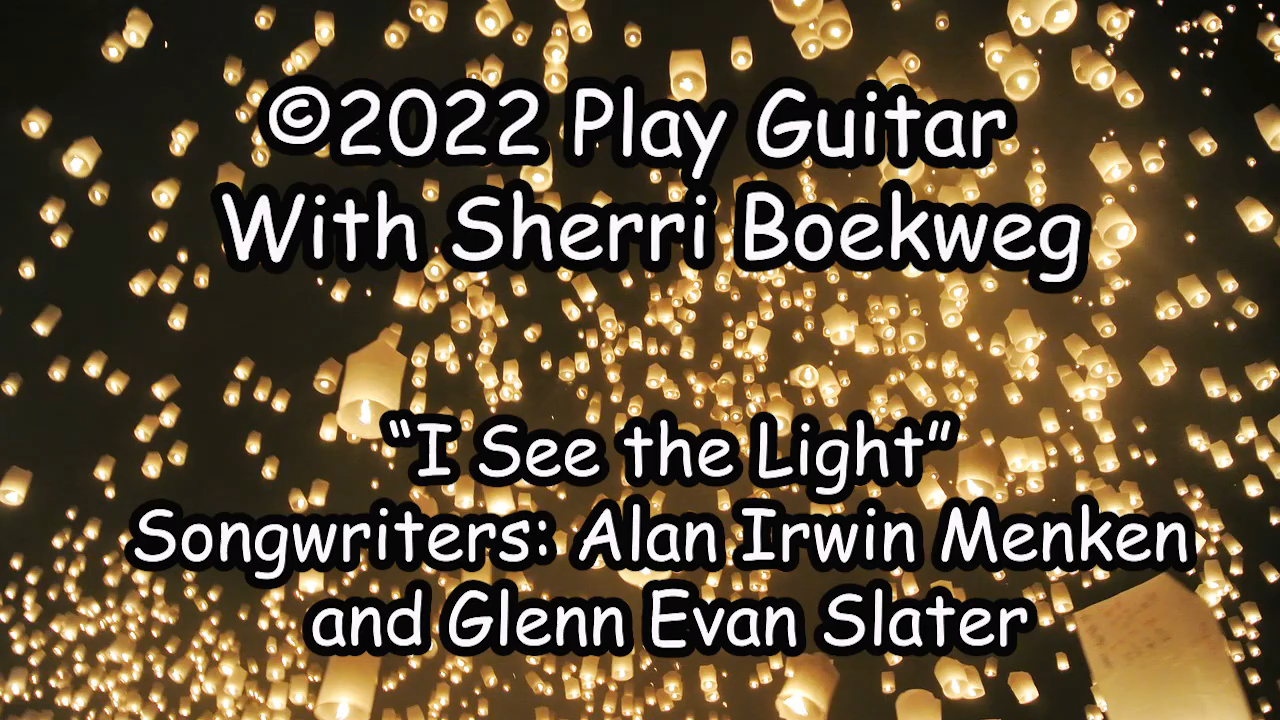 ©2022 Play Guitar
With Sherri Boekweg
“I See the Light”
Songwriters: Alan Irwin Menken
and Glenn Evan Slater